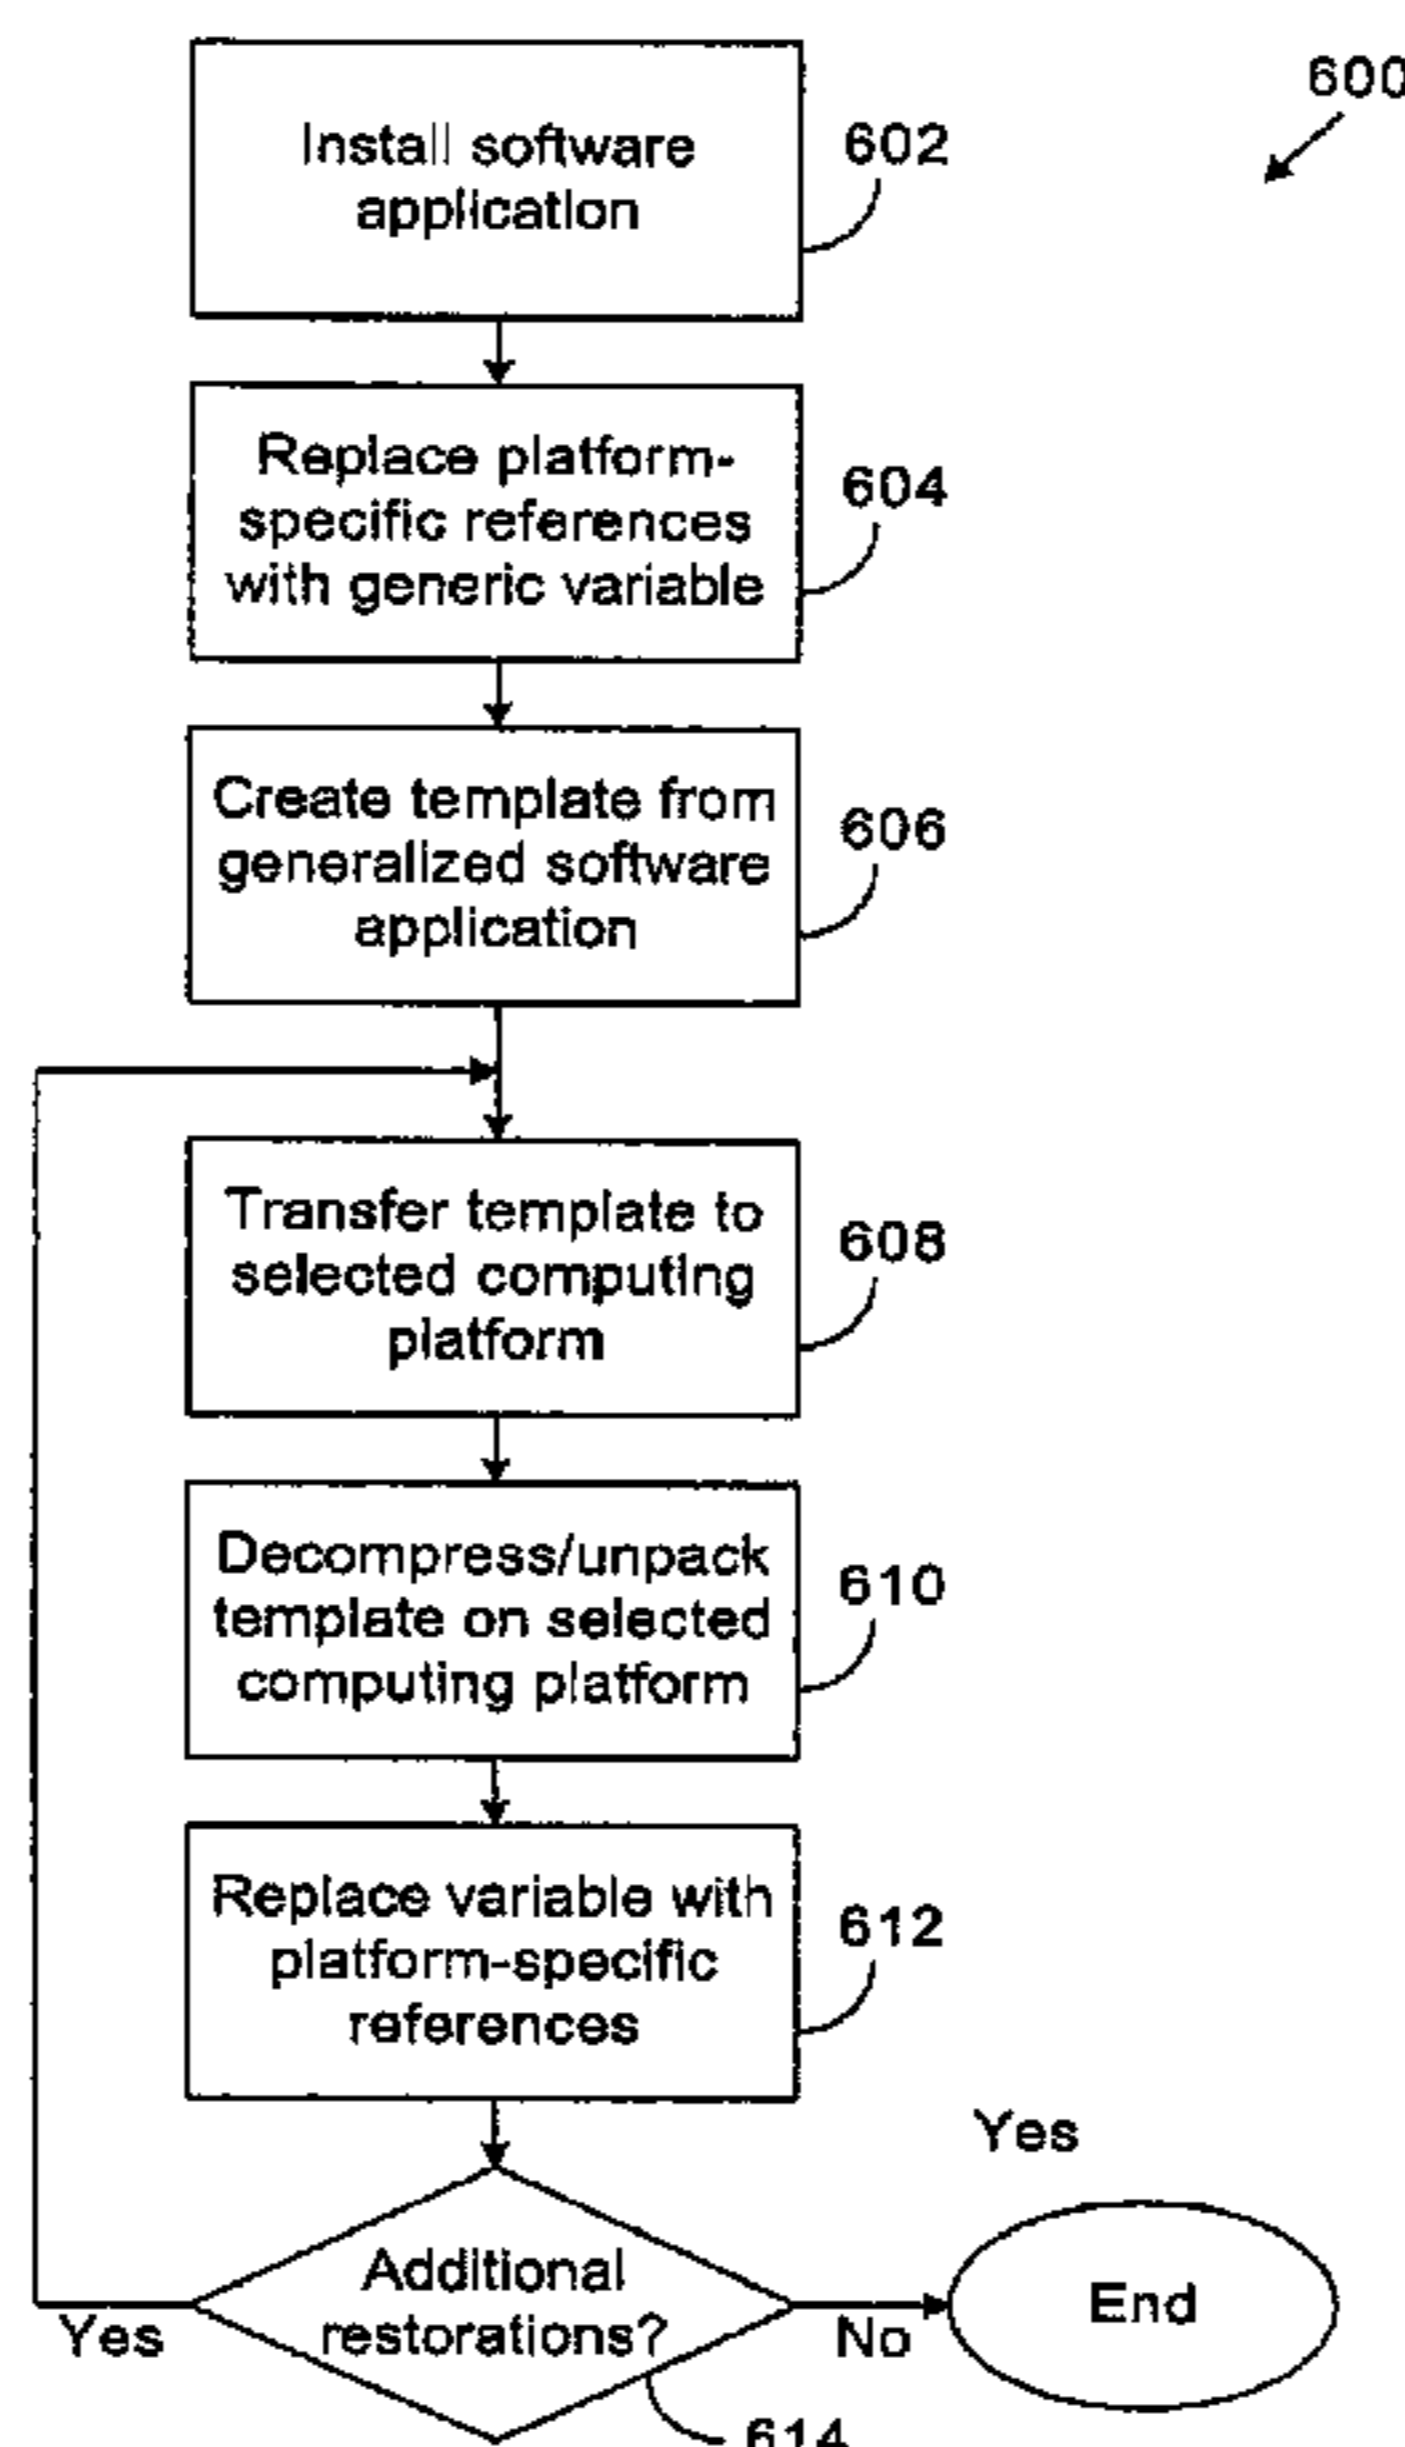 600
Install software
application
602
Replace platform-
specific references
with generic variable
604
Create template from
generalized software
application
606
Transfer template to
selected computing
platform
608
Decompress/unpack
template on selected
computing platform
610
Replace variable with
platform-specific
references
612
Yes
Additional
restorations?
Yes
No
End
614